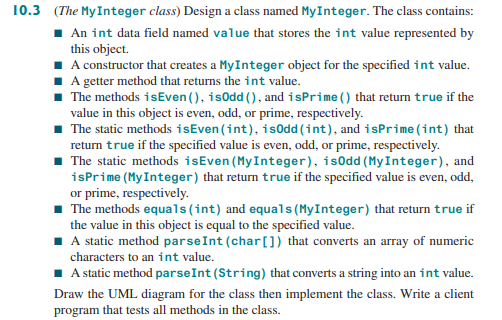 10.3 (The MyInteger class) Design a class named MyInteger. The class contains:
■ An int data field named value that stores the int value represented by
this object.
■ A constructor that creates a MyInteger object for the specified int value.
■ A getter method that returns the int value.
■ The methods isEven(), isOdd(), and isPrime() that return true if the
value in this object is even, odd, or prime, respectively.
■ The static methods isEven(int), isOdd(int), and isPrime(int) that
return true if the specified value is even, odd, or prime, respectively.
■ The static methods isEven(MyInteger), isOdd(MyInteger), and
isPrime(MyInteger) that return true if the specified value is even, odd,
or prime, respectively.
■ The methods equals(int) and equals(MyInteger) that return true if
the value in this object is equal to the specified value.
■ A static method parseInt(char[]) that converts an array of numeric
characters to an int value.
■ A static method parseInt(String) that converts a string into an int value.
Draw the UML diagram for the class then implement the class. Write a client
program that tests all methods in the class.